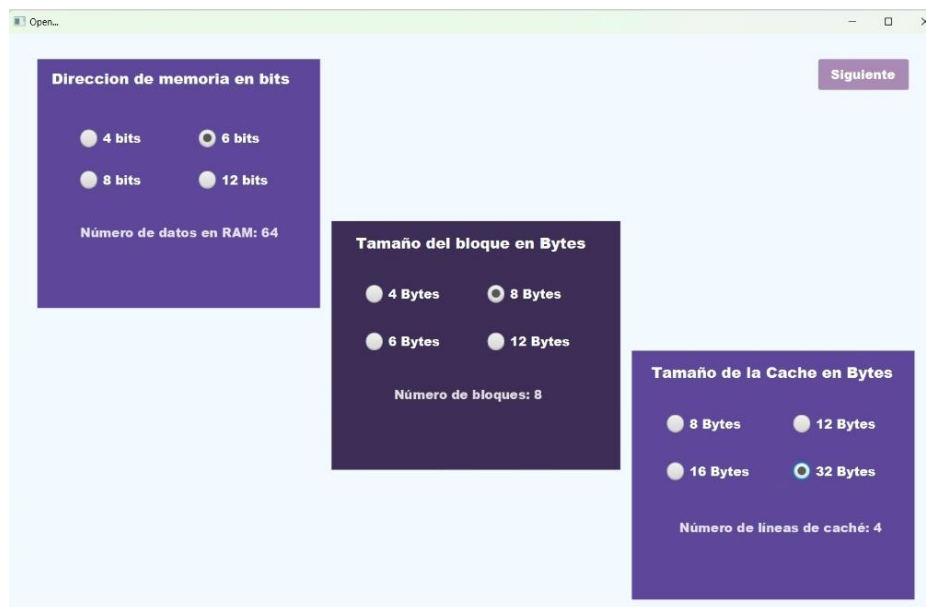 Open...
Siguiente
Direccion de memoria en bits
4 bits
6 bits
8 bits
12 bits
Número de datos en RAM: 64
Tamaño del bloque en Bytes
4 Bytes
8 Bytes
6 Bytes
12 Bytes
Número de bloques: 8
Tamaño de la Cache en Bytes
8 Bytes
12 Bytes
16 Bytes
32 Bytes
Número de líneas de caché: 4